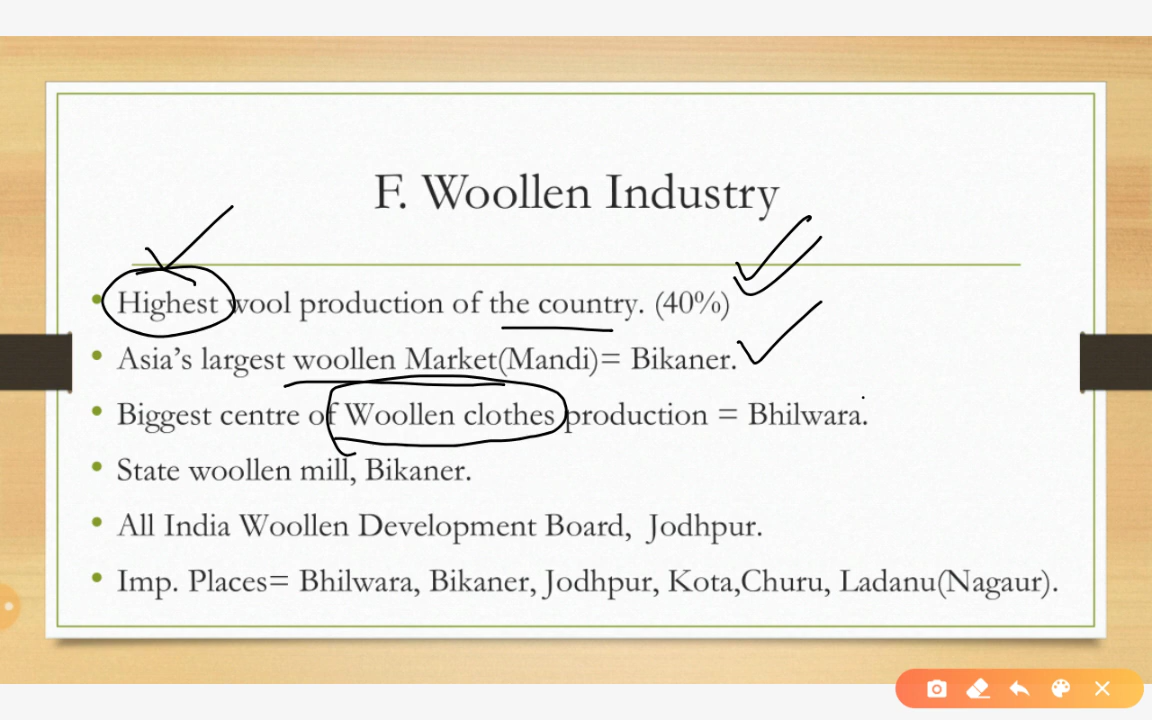 F. Woollen Industry
• Highest wool production of the country. (40%)
• Asia's largest woollen Market(Mandi)= Bikaner.
• Biggest centre of Woollen clothes production = Bhilwara.
• State woollen mill, Bikaner.
• All India Woollen Development Board, Jodhpur.
• Imp. Places= Bhilwara, Bikaner, Jodhpur, Kota,Churu, Ladanu(Nagaur).